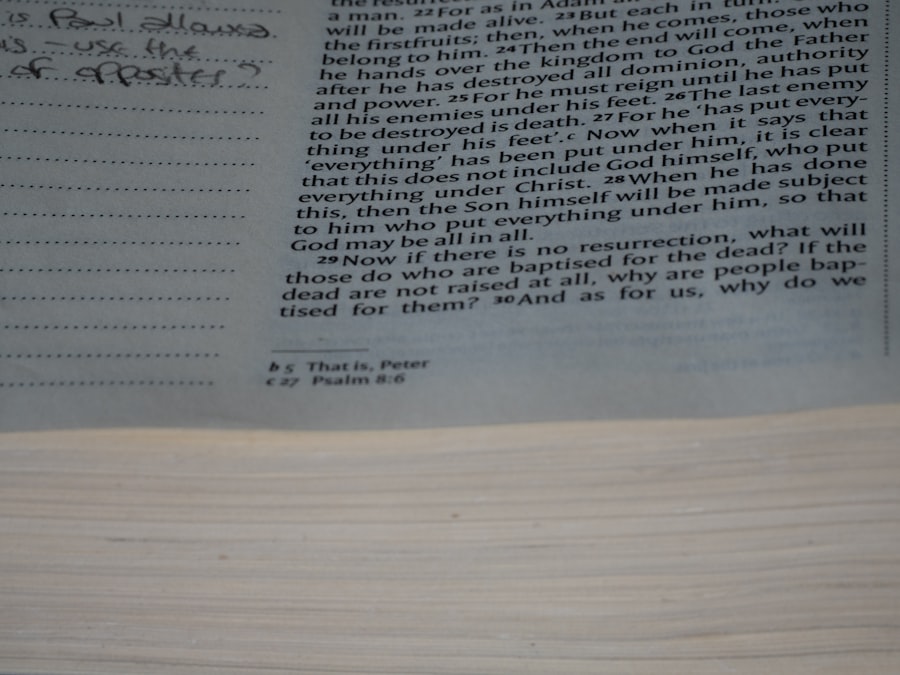 is Paul
is - use the
of opposites?
the resurrec
a man. 22 For as in Adam
will be made alive. 23 But each in turn:
the firstfruits; then, when he comes, those who
belong to him. 24 Then the end will come, when
he hands over the kingdom to God the Father
after he has destroyed all dominion, authority
and power. 25 For he must reign until he has put
all his enemies under his feet. 26 The last enemy
to be destroyed is death. 27 For he ‘has put every-
thing under his feet’.c Now when it says that
‘everything’ has been put under him, it is clear
that this does not include God himself, who put
everything under Christ. 28 When he has done
this, then the Son himself will be made subject
to him who put everything under him, so that
God may be all in all.
29 Now if there is no resurrection, what will
those do who are baptised for the dead? If the
dead are not raised at all, why are people bap-
tised for them? 30 And as for us, why do we
b 5 That is, Peter
c 27 Psalm 8:6